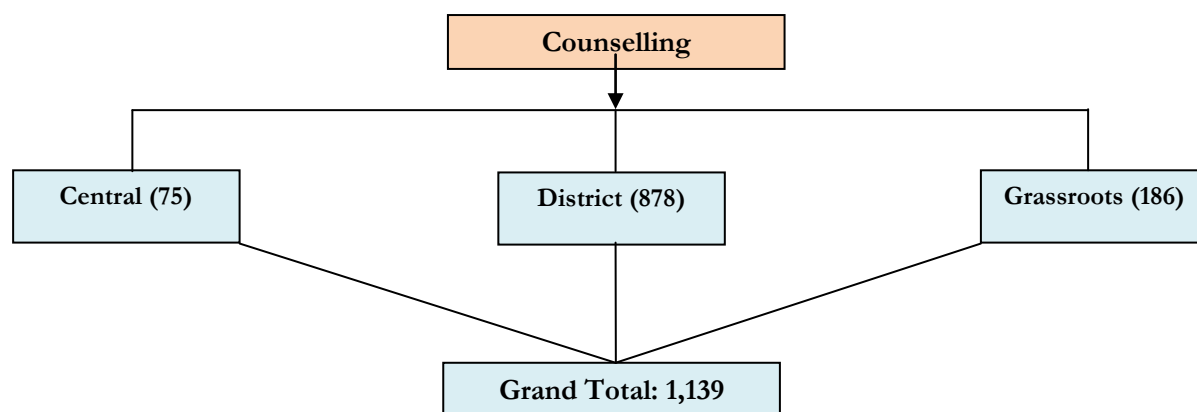 Counselling
Central (75)
District (878)
Grassroots (186)
Grand Total: 1,139